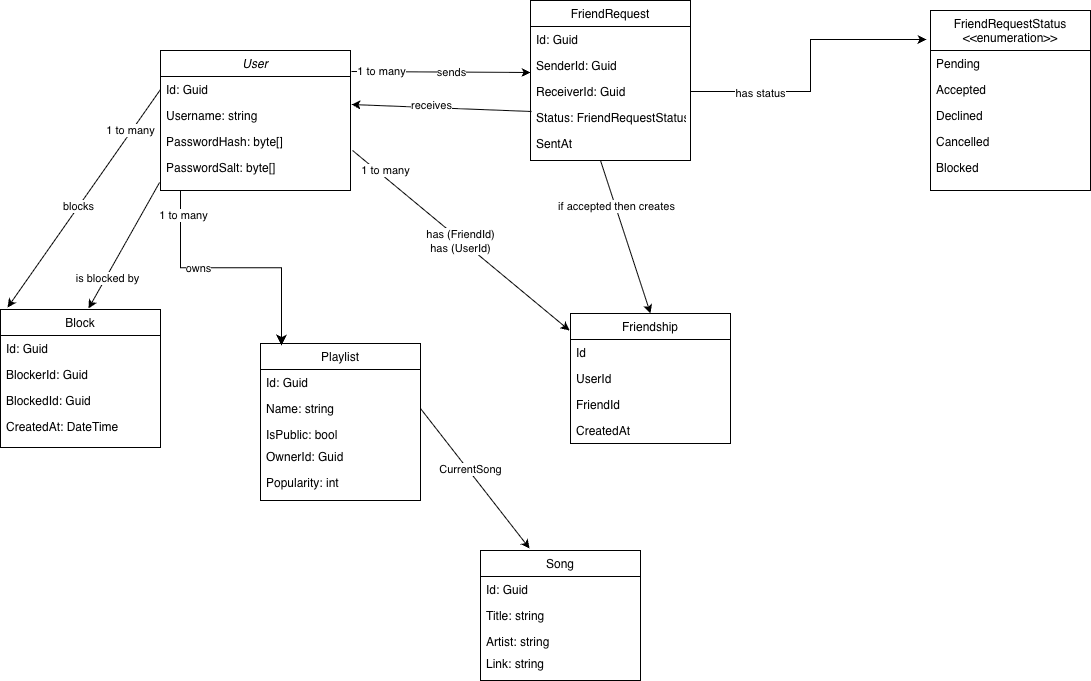 FriendRequest
Id: Guid
SenderId: Guid
ReceiverId: Guid
Status: FriendRequestStatus
SentAt
FriendRequestStatus
<<enumeration>>
Pending
Accepted
Declined
Cancelled
Blocked
User
Id: Guid
Username: string
PasswordHash: byte[]
PasswordSalt: byte[]
1 to many
sends
receives
has status
1 to many
1 to many
1 to many
blocks
is blocked by
owns
has (FriendId)
has (UserId)
if accepted then creates
Block
Id: Guid
BlockerId: Guid
BlockedId: Guid
CreatedAt: DateTime
Playlist
Id: Guid
Name: string
IsPublic: bool
OwnerId: Guid
Popularity: int
Friendship
Id
UserId
FriendId
CreatedAt
CurrentSong
Song
Id: Guid
Title: string
Artist: string
Link: string